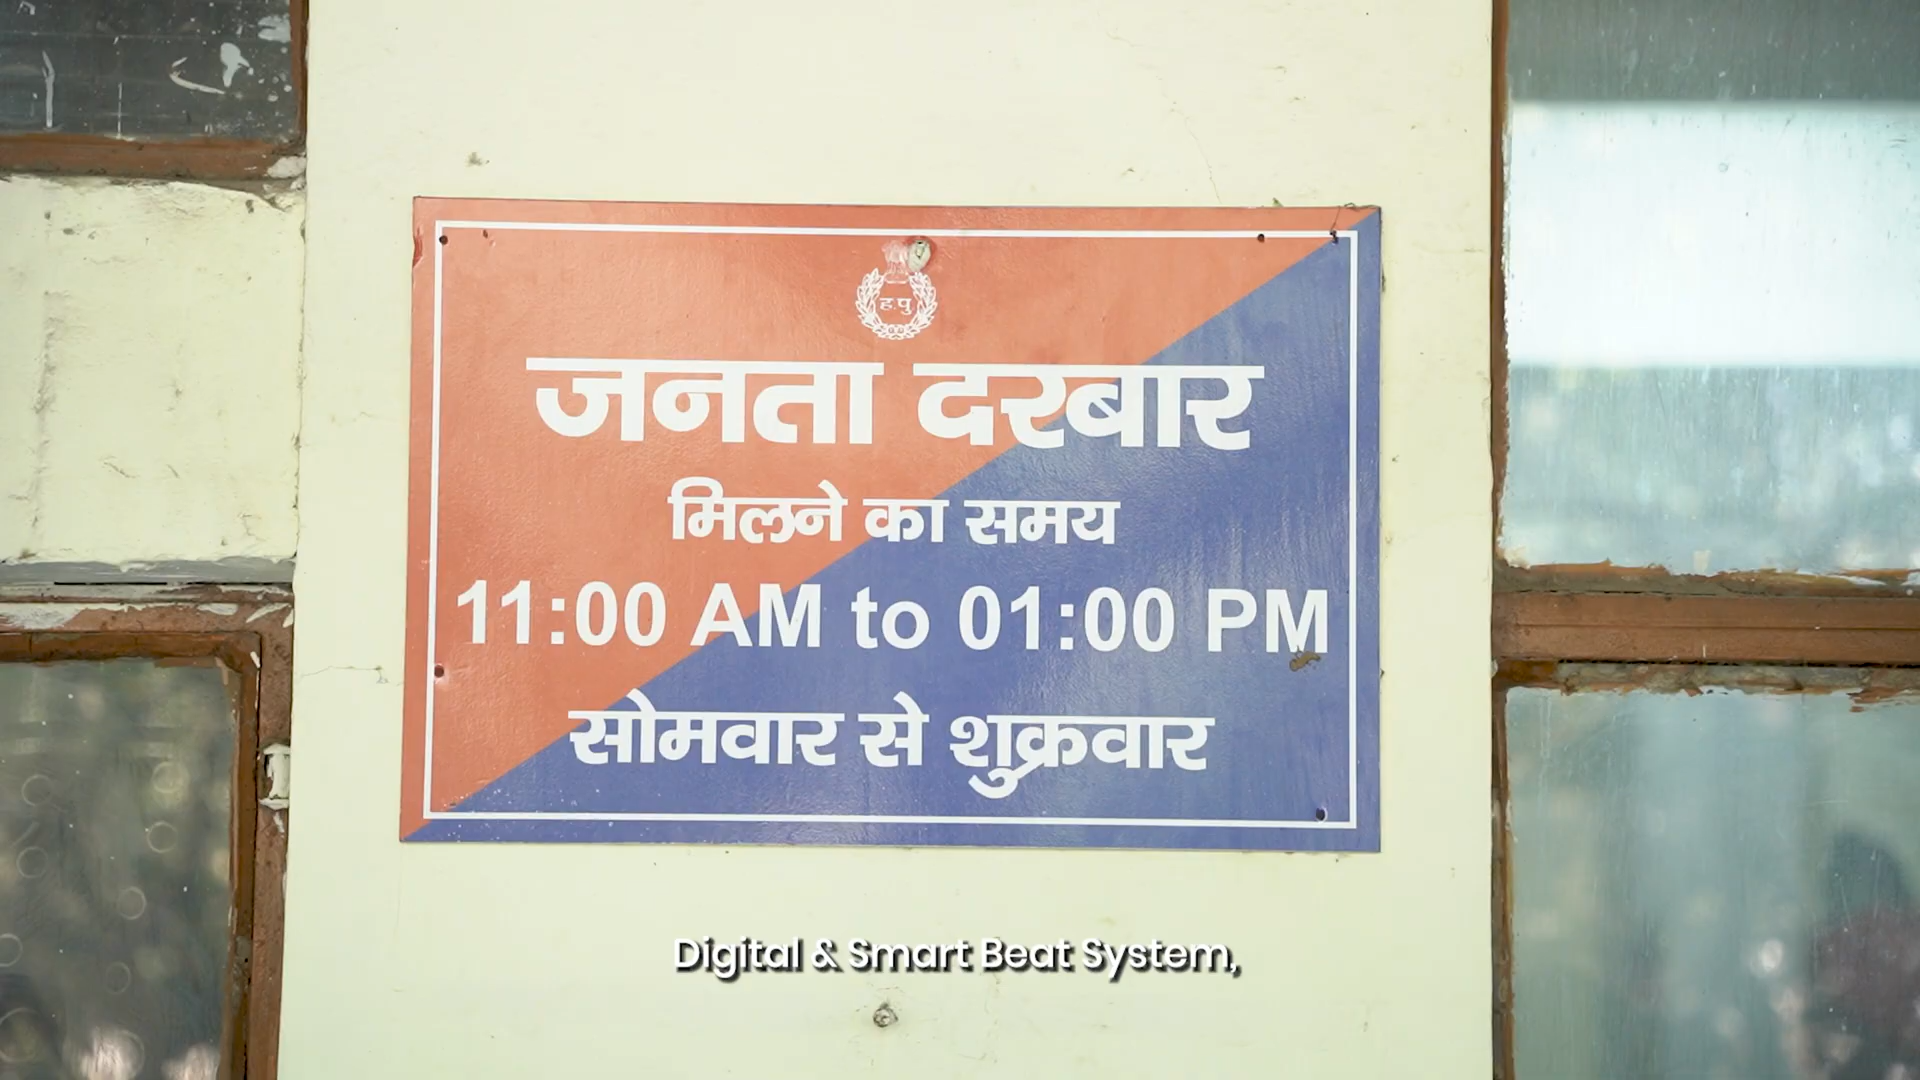 ह.पु
जनता दरबार
मिलने का समय
11:00 AM to 01:00 PM
सोमवार से शुक्रवार
Digital & Smart Beat System,